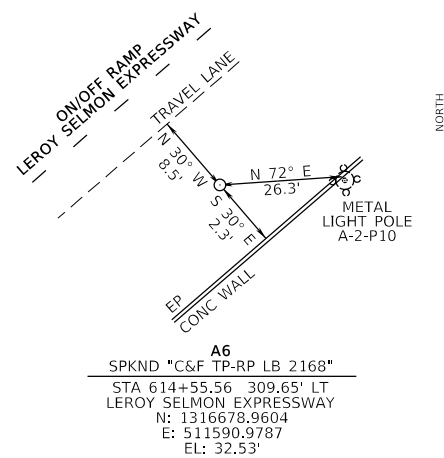 ON/OFF RAMP
LEROY SELMON EXPRESSWAY
TRAVEL LANE
NORTH
N 30° W
8.5'
N 72° E
26.3'
S 30° E
2.3'
METAL
LIGHT POLE
A-2-P10
EP
CONC WALL
A6
SPKND "C&F TP-RP LB 2168"
STA 614+55.56 309.65' LT
LEROY SELMON EXPRESSWAY
N: 1316678.9604
E: 511590.9787
EL: 32.53'